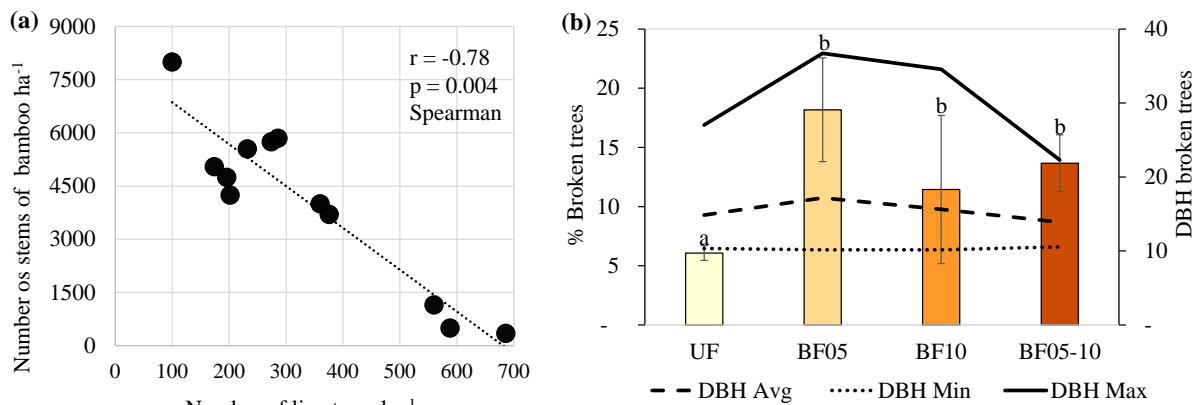 (a)
Number os stems of bamboo ha-1
9000
7500
6000
4500
3000
1500
0
r = -0.78
p = 0.004
Spearman
0 100 200 300 400 500 600 700
(b)
% Broken trees
25
20
15
10
5
-
a
b
b
b
40
30
20
10
-
DBH broken trees
UF BF05 BF10 BF05-10
DBH Avg DBH Min DBH Max